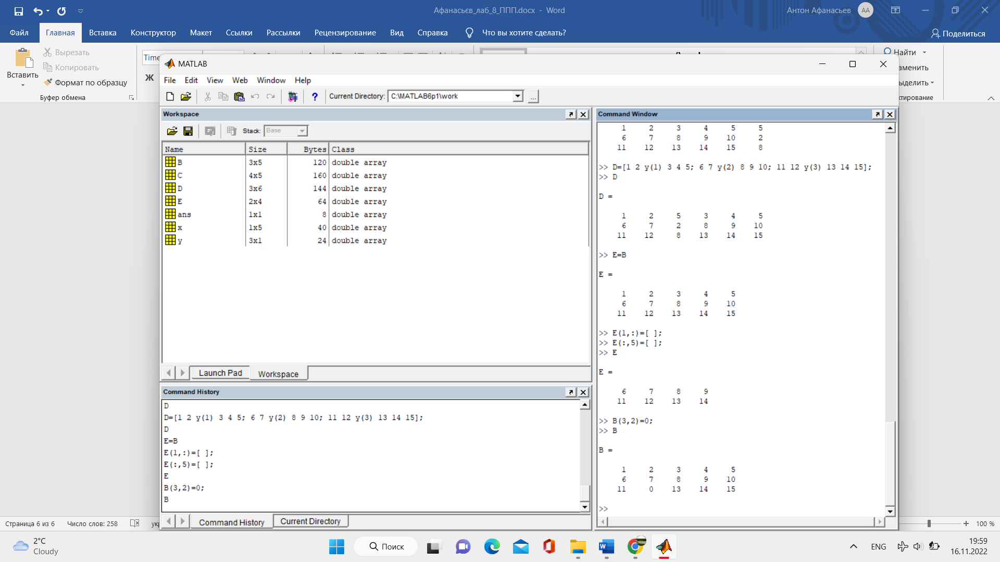 Афанасьєв_лаб_8_ППП.docx - Word
Антон Афанасьев
АА
Файл Главная Вставка Конструктор Макет Ссылки Рассылки Рецензирование Вид Справка Что вы хотите сделать? Поделиться
Вставить
Вырезать
Копировать
Формат по образцу
Буфер обмена
Time
Ж
Найти
аменить
ыделить
ктирование
MATLAB
File Edit View Web Window Help
Current Directory: C:\MATLAB6p1\work ...
Workspace
Stack: Base
Name Size Bytes Class
B 3x5 120 double array
C 4x5 160 double array
D 3x6 144 double array
E 2x4 64 double array
ans 1x1 8 double array
x 1x5 40 double array
y 3x1 24 double array
Launch Pad Workspace
Command History
D
D=[1 2 y(1) 3 4 5; 6 7 y(2) 8 9 10; 11 12 y(3) 13 14 15];
D
E=B
E(1,:)=[ ];
E(:,5)=[ ];
E
B(3,2)=0;
B
Command History Current Directory
Command Window
1 2 3 4 5 5
6 7 8 9 10 2
11 12 13 14 15 8
>> D=[1 2 y(1) 3 4 5; 6 7 y(2) 8 9 10; 11 12 y(3) 13 14 15];
>> D
D =
1 2 5 3 4 5
6 7 2 8 9 10
11 12 8 13 14 15
>> E=B
E =
1 2 3 4 5
6 7 8 9 10
11 12 13 14 15
>> E(1,:)=[ ];
>> E(:,5)=[ ];
>> E
E =
6 7 8 9
11 12 13 14
>> B(3,2)=0;
>> B
B =
1 2 3 4 5
6 7 8 9 10
11 0 13 14 15
>>
Страница 6 из 6 Число слов: 258 укр
100 %
2°C
Cloudy
Поиск
ENG
19:59
16.11.2022